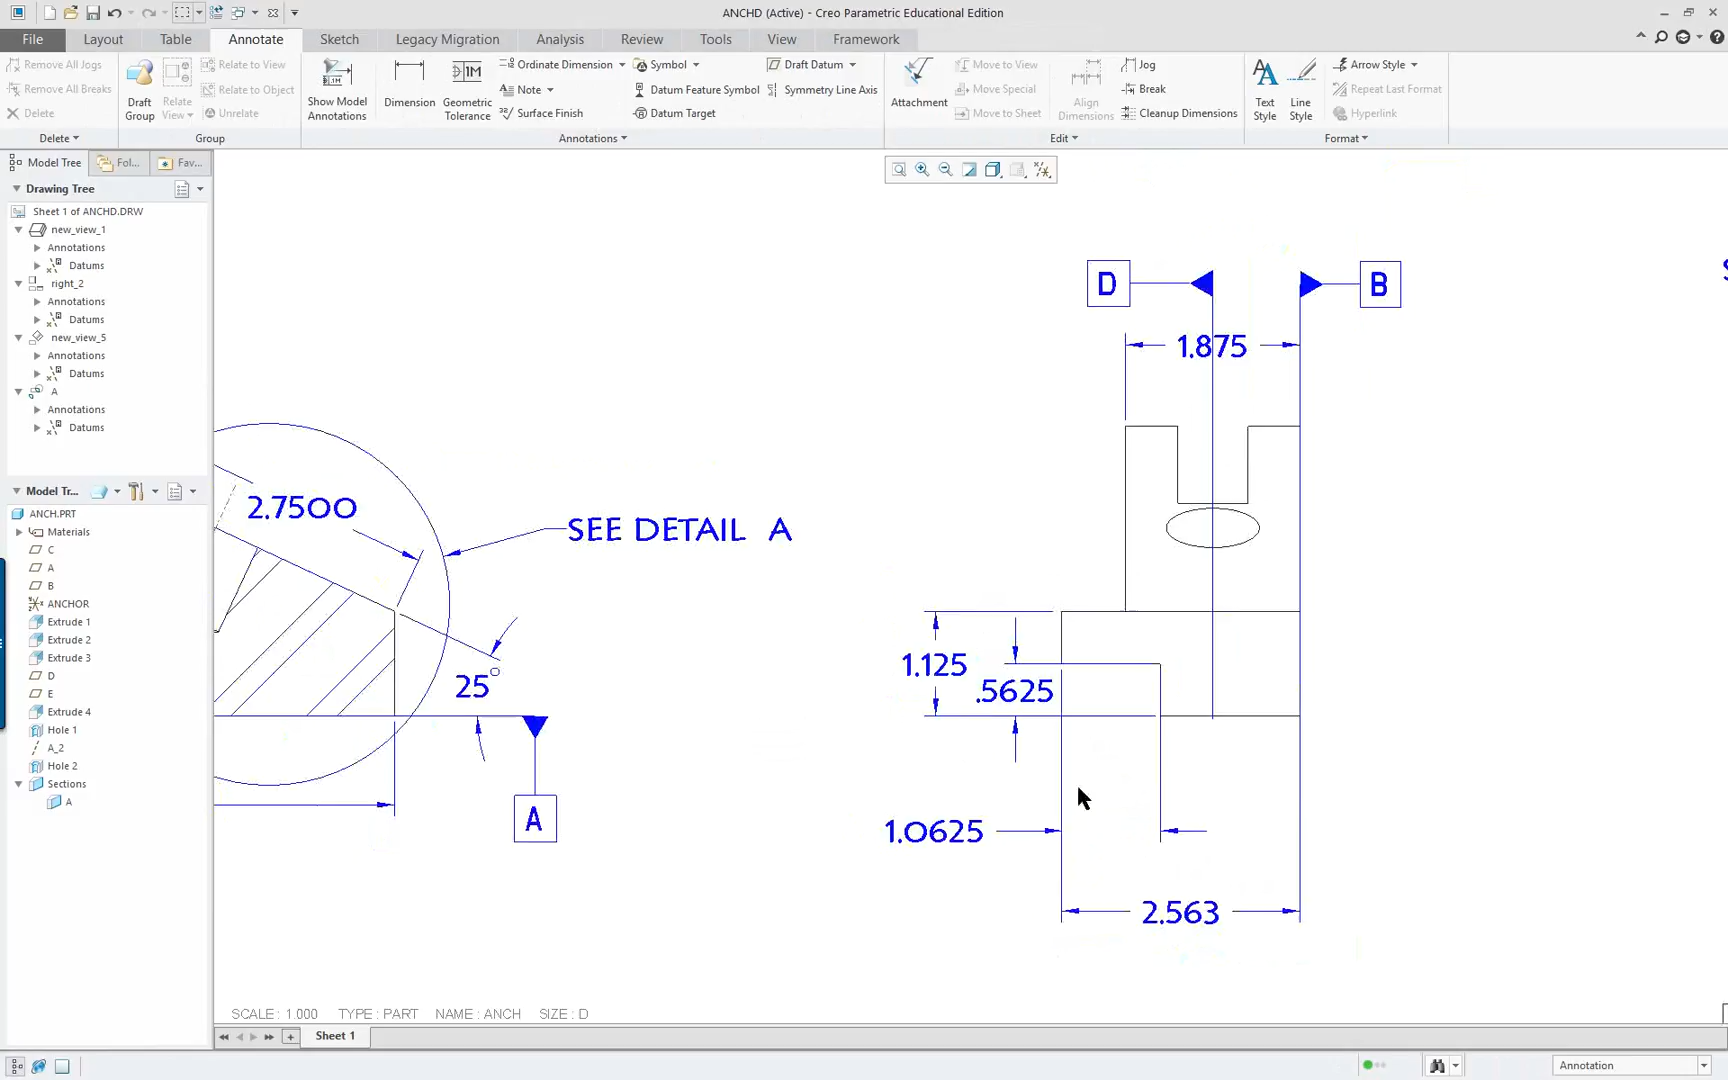 ANCHD (Active) - Creo Parametric Educational Edition
File Layout Table Annotate Sketch Legacy Migration Analysis Review Tools View Framework
Remove All Jogs
Remove All Breaks
Delete
Delete
Draft Group
Relate View
Relate to View
Relate to Object
Unrelate
Group
Show Model Annotations
Dimension
Geometric Tolerance
Ordinate Dimension
Note
Surface Finish
Symbol
Datum Feature Symbol
Datum Target
Draft Datum
Symmetry Line Axis
Annotations
Attachment
Move to View
Move Special
Move to Sheet
Align Dimensions
Jog
Break
Cleanup Dimensions
Edit
Text Style
Line Style
Arrow Style
Repeat Last Format
Hyperlink
Format
Model Tree Fol... Fav...
Drawing Tree
Sheet 1 of ANCHD.DRW
new_view_1
Annotations
Datums
right_2
Annotations
Datums
new_view_5
Annotations
Datums
A
Annotations
Datums
Model Tr...
ANCH.PRT
Materials
C
A
B
ANCHOR
Extrude 1
Extrude 2
Extrude 3
D
E
Extrude 4
Hole 1
A_2
Hole 2
Sections
A
D
B
1.875
2.7500
SEE DETAIL A
25°
A
1.125
.5625
1.0625
2.563
SCALE : 1.000 TYPE : PART NAME : ANCH SIZE : D
Sheet 1
Annotation